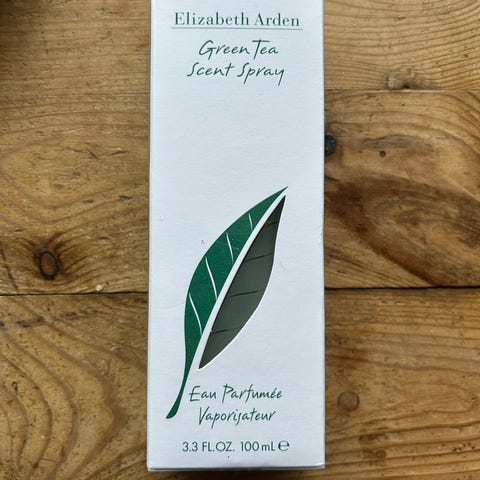 Elizabeth Arden
Green Tea
Scent Spray
Eau Parfumée
Vaporisateur
3.3 FL.OZ. 100 mL ℮